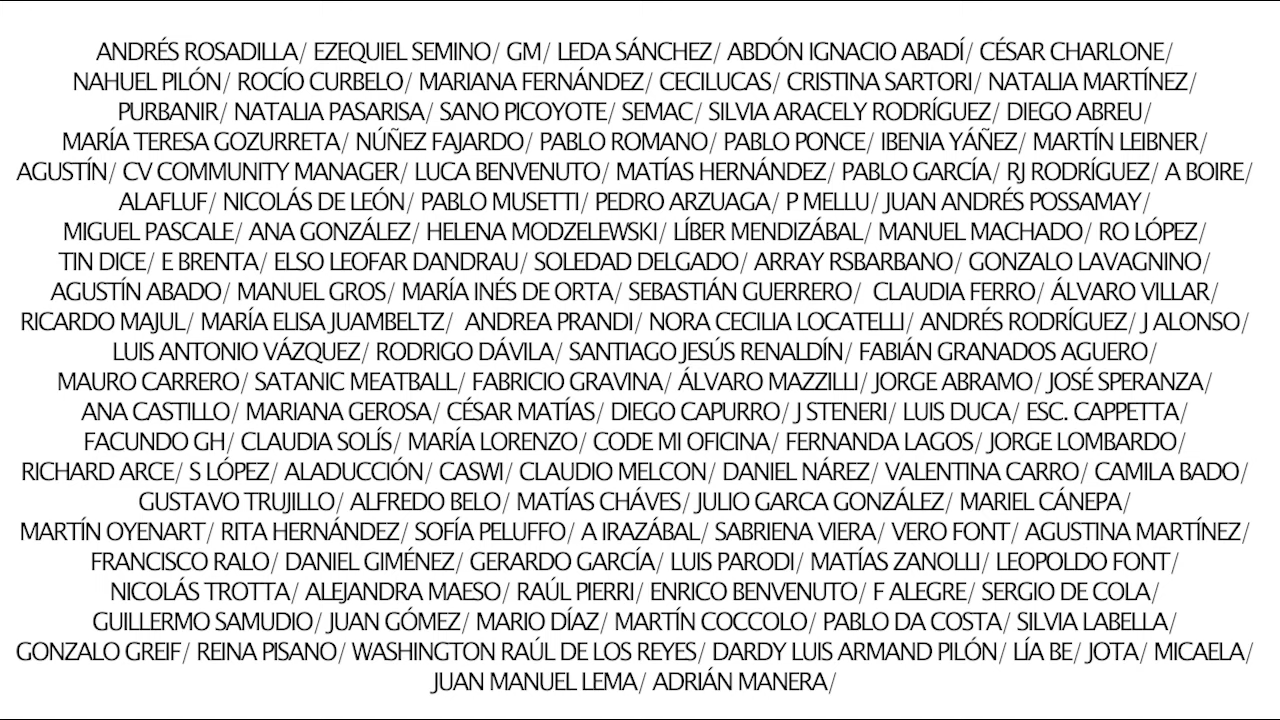 ANDRÉS ROSADILLA/ EZEQUIEL SEMINO/ GM/ LEDA SÁNCHEZ/ ABDÓN IGNACIO ABADÍ/ CÉSAR CHARLONE/
NAHUEL PILÓN/ ROCÍO CURBELO/ MARIANA FERNÁNDEZ/ CECILUCAS/ CRISTINA SARTORI/ NATALIA MARTÍNEZ/
PURBANIR/ NATALIA PASARISA/ SANO PICOYOTE/ SEMAC/ SILVIA ARACELY RODRÍGUEZ/ DIEGO ABREU/
MARÍA TERESA GOZURRETA/ NÚÑEZ FAJARDO/ PABLO ROMANO/ PABLO PONCE/ IBENIA YÁÑEZ/ MARTÍN LEIBNER/
AGUSTÍN/ CV COMMUNITY MANAGER/ LUCA BENVENUTO/ MATÍAS HERNÁNDEZ/ PABLO GARCÍA/ RJ RODRÍGUEZ/ A BOIRE/
ALAFLUF/ NICOLÁS DE LEÓN/ PABLO MUSETTI/ PEDRO ARZUAGA/ P MELLU/ JUAN ANDRÉS POSSAMAY/
MIGUEL PASCALE/ ANA GONZÁLEZ/ HELENA MODZELEWSKI/ LÍBER MENDIZÁBAL/ MANUEL MACHADO/ RO LÓPEZ/
TIN DICE/ E BRENTA/ ELSO LEOFAR DANDRAU/ SOLEDAD DELGADO/ ARRAY RSBARBANO/ GONZALO LAVAGNINO/
AGUSTÍN ABADO/ MANUEL GROS/ MARÍA INÉS DE ORTA/ SEBASTIÁN GUERRERO/ CLAUDIA FERRO/ ÁLVARO VILLAR/
RICARDO MAJUL/ MARÍA ELISA JUAMBELTZ/ ANDREA PRANDI/ NORA CECILIA LOCATELLI/ ANDRÉS RODRÍGUEZ/ J ALONSO/
LUIS ANTONIO VÁZQUEZ/ RODRIGO DÁVILA/ SANTIAGO JESÚS RENALDÍN/ FABIÁN GRANADOS AGUERO/
MAURO CARRERO/ SATANIC MEATBALL/ FABRICIO GRAVINA/ ÁLVARO MAZZILLI/ JORGE ABRAMO/ JOSÉ SPERANZA/
ANA CASTILLO/ MARIANA GEROSA/ CÉSAR MATÍAS/ DIEGO CAPURRO/ J STENERI/ LUIS DUCA/ ESC. CAPPETTA/
FACUNDO GH/ CLAUDIA SOLÍS/ MARÍA LORENZO/ CODE MI OFICINA/ FERNANDA LAGOS/ JORGE LOMBARDO/
RICHARD ARCE/ S LÓPEZ/ ALADUCCIÓN/ CASWI/ CLAUDIO MELCON/ DANIEL NÁREZ/ VALENTINA CARRO/ CAMILA BADO/
GUSTAVO TRUJILLO/ ALFREDO BELO/ MATÍAS CHÁVES/ JULIO GARCA GONZÁLEZ/ MARIEL CÁNEPA/
MARTÍN OYENART/ RITA HERNÁNDEZ/ SOFÍA PELUFFO/ A IRAZÁBAL/ SABRIENA VIERA/ VERO FONT/ AGUSTINA MARTÍNEZ/
FRANCISCO RALO/ DANIEL GIMÉNEZ/ GERARDO GARCÍA/ LUIS PARODI/ MATÍAS ZANOLLI/ LEOPOLDO FONT/
NICOLÁS TROTTA/ ALEJANDRA MAESO/ RAÚL PIERRI/ ENRICO BENVENUTO/ F ALEGRE/ SERGIO DE COLA/
GUILLERMO SAMUDIO/ JUAN GÓMEZ/ MARIO DÍAZ/ MARTÍN COCCOLO/ PABLO DA COSTA/ SILVIA LABELLA/
GONZALO GREIF/ REINA PISANO/ WASHINGTON RAÚL DE LOS REYES/ DARDY LUIS ARMAND PILÓN/ LÍA BE/ JOTA/ MICAELA/
JUAN MANUEL LEMA/ ADRIÁN MANERA/